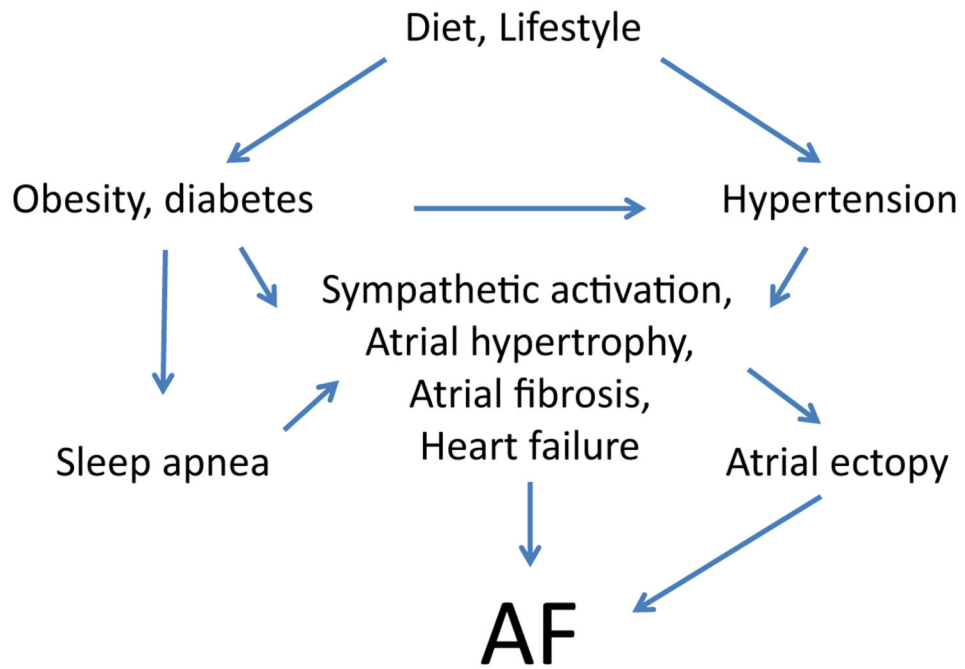 Diet, Lifestyle
Obesity, diabetes
Hypertension
Sympathetic activation,
Atrial hypertrophy,
Atrial fibrosis,
Heart failure
Sleep apnea
Atrial ectopy
AF